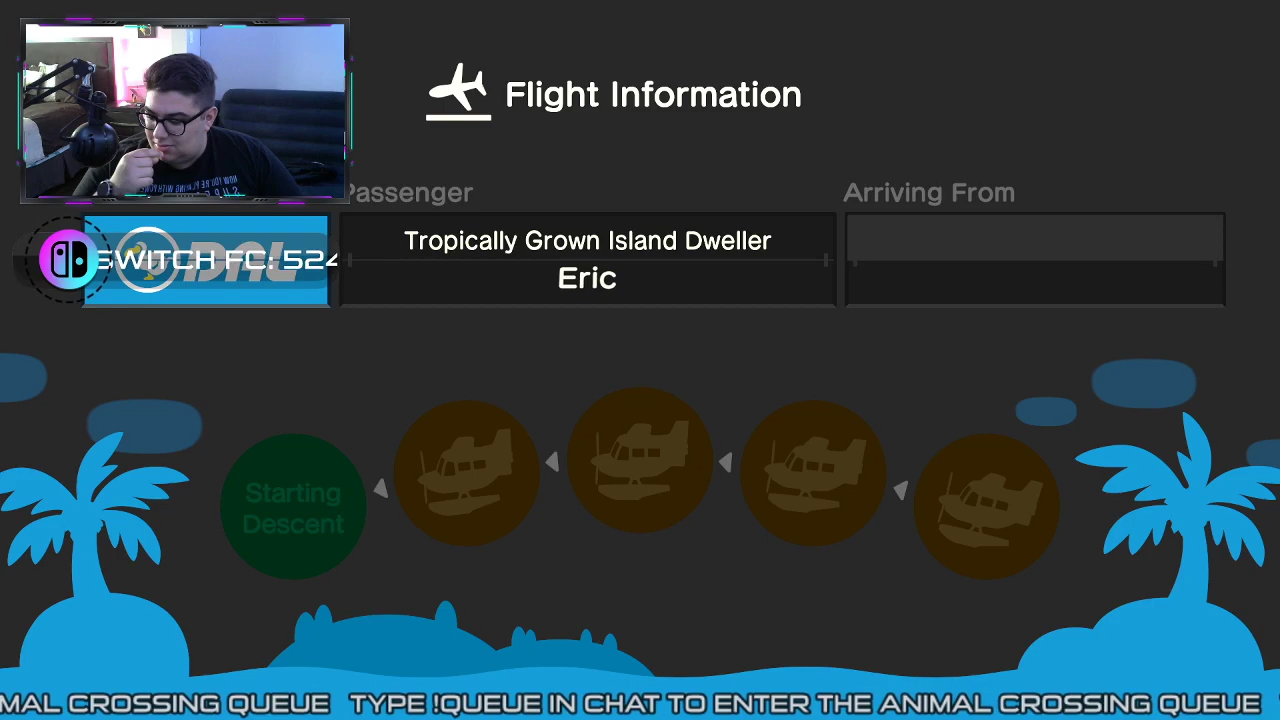 Flight Information
Passenger
Arriving From
SWITCH FC: 524
DAL
Tropically Grown Island Dweller
Eric
Starting
Descent
MAL CROSSING QUEUE TYPE !QUEUE IN CHAT TO ENTER THE ANIMAL CROSSING QUEUE